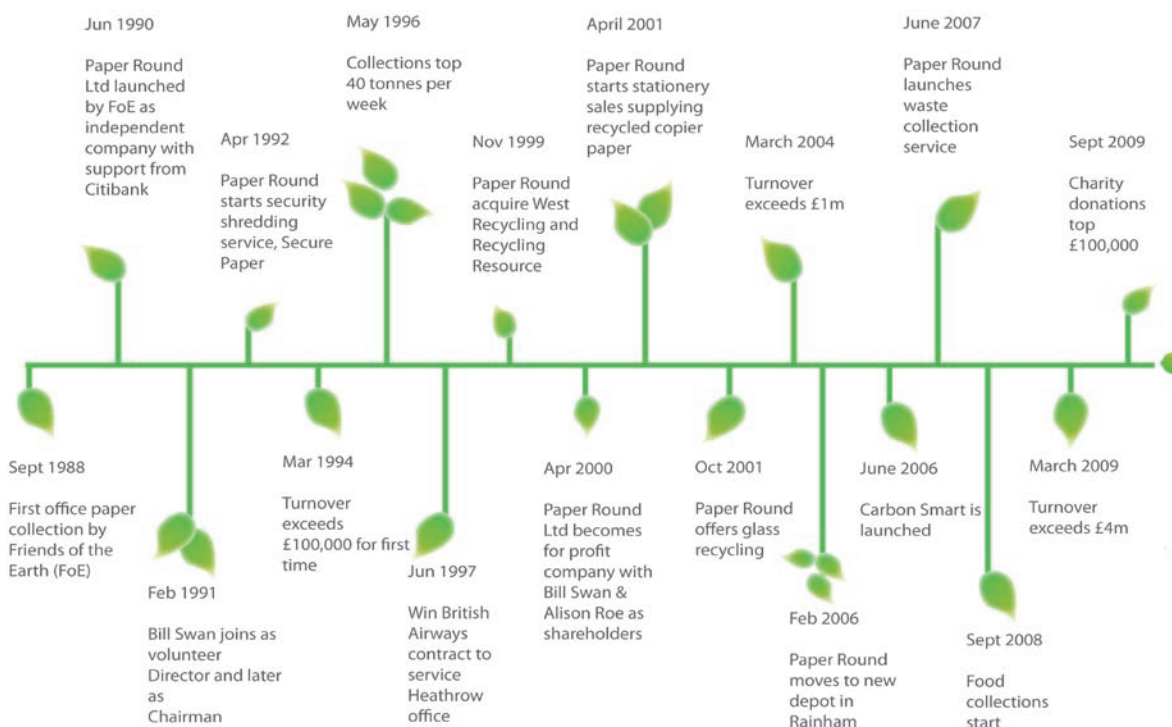 Jun 1990
Paper Round
Ltd launched
by FoE as
independent
company with
support from
Citibank
Apr 1992
Paper Round
starts security
shredding
service, Secure
Paper
May 1996
Collections top
40 tonnes per
week
Nov 1999
Paper Round
acquire West
Recycling and
Recycling
Resource
April 2001
Paper Round
starts stationery
sales supplying
recycled copier
paper
March 2004
Turnover
exceeds £1m
June 2007
Paper Round
launches
waste
collection
service
Sept 2009
Charity
donations
top
£100,000
Sept 1988
First office paper
collection by
Friends of the
Earth (FoE)
Feb 1991
Bill Swan joins as
volunteer
Director and later
as
Chairman
Mar 1994
Turnover
exceeds
£100,000 for first
time
Jun 1997
Win British
Airways
contract to
service
Heathrow
office
Apr 2000
Paper Round
Ltd becomes
for profit
company with
Bill Swan &
Alison Roe as
shareholders
Oct 2001
Paper Round
offers glass
recycling
Feb 2006
Paper Round
moves to new
depot in
Rainham
June 2006
Carbon Smart is
launched
Sept 2008
Food
collections
start
March 2009
Turnover
exceeds £4m